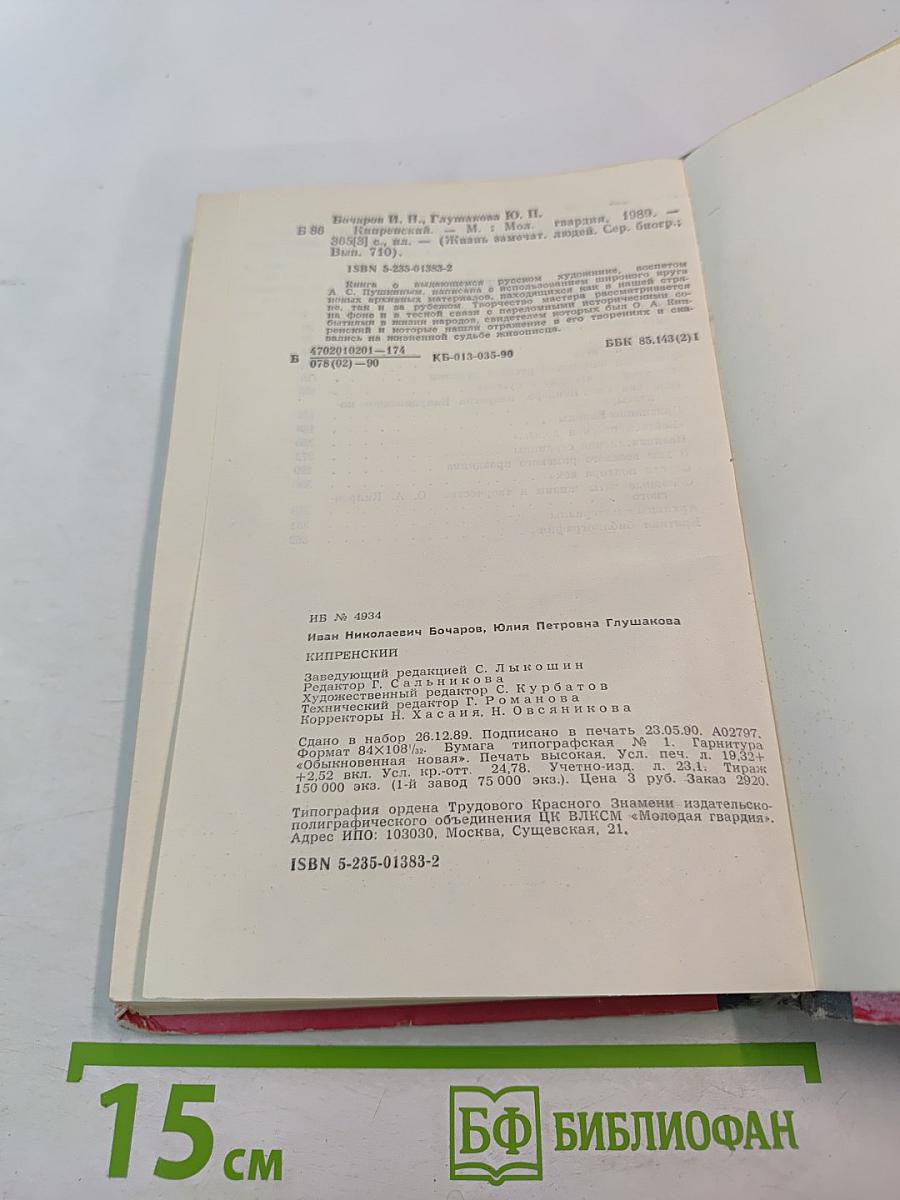 Бочаров И. Н., Глушакова Ю. П.
Б 86 Кипренский. — М.: Мол. гвардия, 1989. —
365[3] с., ил. — (Жизнь замечат. людей. Сер. биогр.;
Вып. 710).
ISBN 5-235-01383-2
Книга о выдающемся русском художнике, воспетом
А. С. Пушкиным, написана с использованием широкого круга
новых архивных материалов, находящихся как в нашей стра-
не, так и за рубежом. Творчество мастера рассматривается
на фоне и в тесной связи с переломными историческими со-
бытиями в жизни народов, свидетелем которых был О. А. Кип-
ренский и которые нашли отражение в его творениях и ска-
зались на жизненной судьбе живописца.
Б 4702010201—174
078(02)—90 КБ-013-035-90 ББК 85.143(2)1
ИБ № 4934
Иван Николаевич Бочаров, Юлия Петровна Глушакова
КИПРЕНСКИЙ
Заведующий редакцией С. Лыкошин
Редактор Г. Сальникова
Художественный редактор С. Курбатов
Технический редактор Г. Романова
Корректоры Н. Хасаия, Н. Овсяникова
Сдано в набор 26.12.89. Подписано в печать 23.05.90. А02797.
Формат 84×108¹/₃₂. Бумага типографская № 1. Гарнитура
«Обыкновенная новая». Печать высокая. Усл. печ. л. 19,32+
+2,52 вкл. Усл. кр.-отт. 24,78. Учетно-изд. л. 23,1. Тираж
150 000 экз. (1-й завод 75 000 экз.). Цена 3 руб. Заказ 2920.
Типография ордена Трудового Красного Знамени издательско-
полиграфического объединения ЦК ВЛКСМ «Молодая гвардия».
Адрес ИПО: 103030, Москва, Сущевская, 21.
ISBN 5-235-01383-2
15 см
БФ БИБЛИОФАН